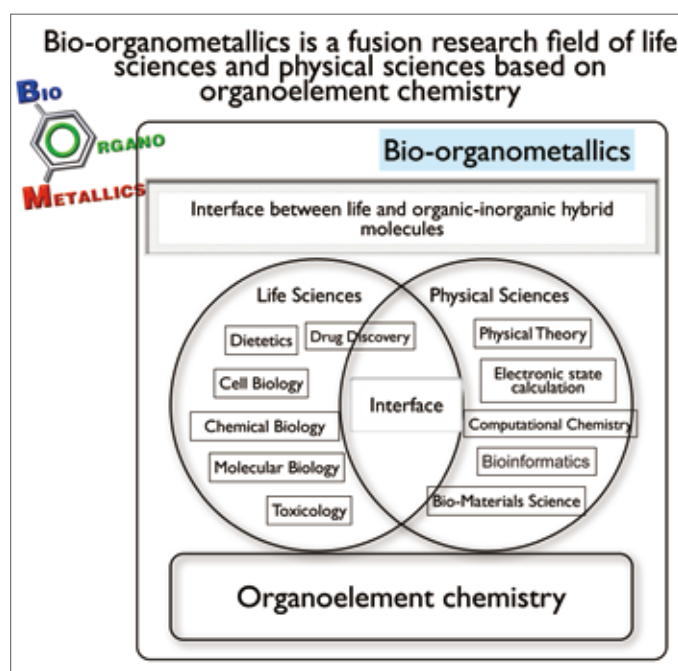 Bio-organometallics is a fusion research field of life
sciences and physical sciences based on
organoelement chemistry
BIO
ORGANO
METALLICS
Bio-organometallics
Interface between life and organic-inorganic hybrid
molecules
Life Sciences
Physical Sciences
Dietetics
Drug Discovery
Physical Theory
Cell Biology
Electronic state
calculation
Interface
Chemical Biology
Computational Chemistry
Molecular Biology
Bioinformatics
Toxicology
Bio-Materials Science
Organoelement chemistry